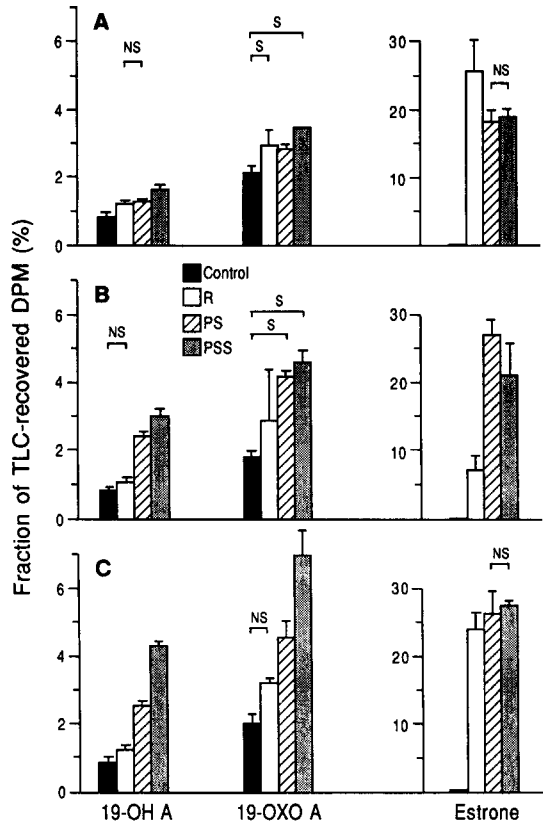 Fraction of TLC-recovered DPM (%)
A
6
4
2
0
NS
S
S
30
20
10
NS
B
6
4
2
0
NS
Control
R
PS
PSS
S
S
30
20
10
C
6
4
2
0
NS
30
20
10
NS
19-OH A
19-OXO A
Estrone